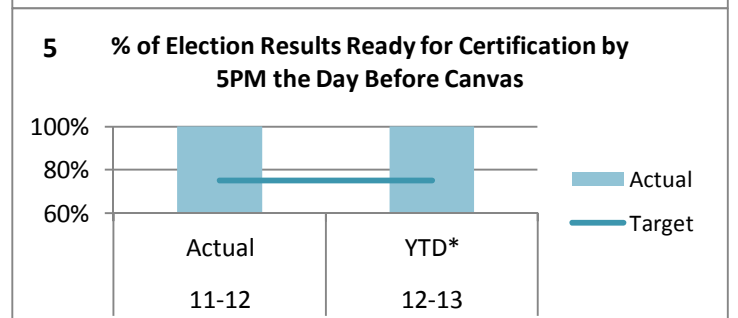 5 % of Election Results Ready for Certification by
5PM the Day Before Canvas
100%
80%
60%
Actual
Target
Actual YTD*
11-12 12-13